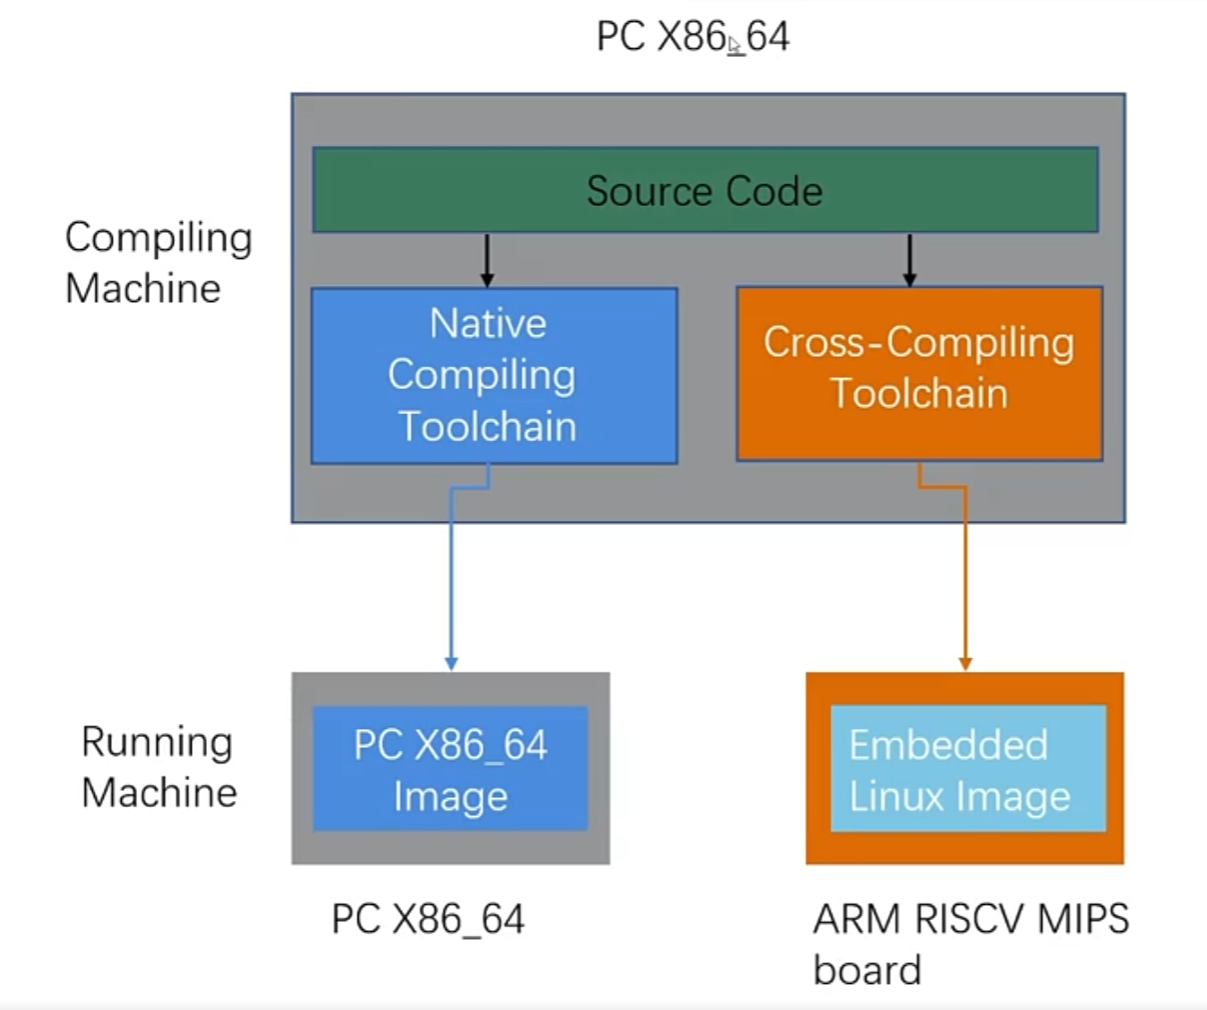 PC X86_64
Source Code
Compiling
Machine
Native
Compiling
Toolchain
Cross-Compiling
Toolchain
Running
Machine
PC X86_64
Image
Embedded
Linux Image
PC X86_64
ARM RISCV MIPS
board